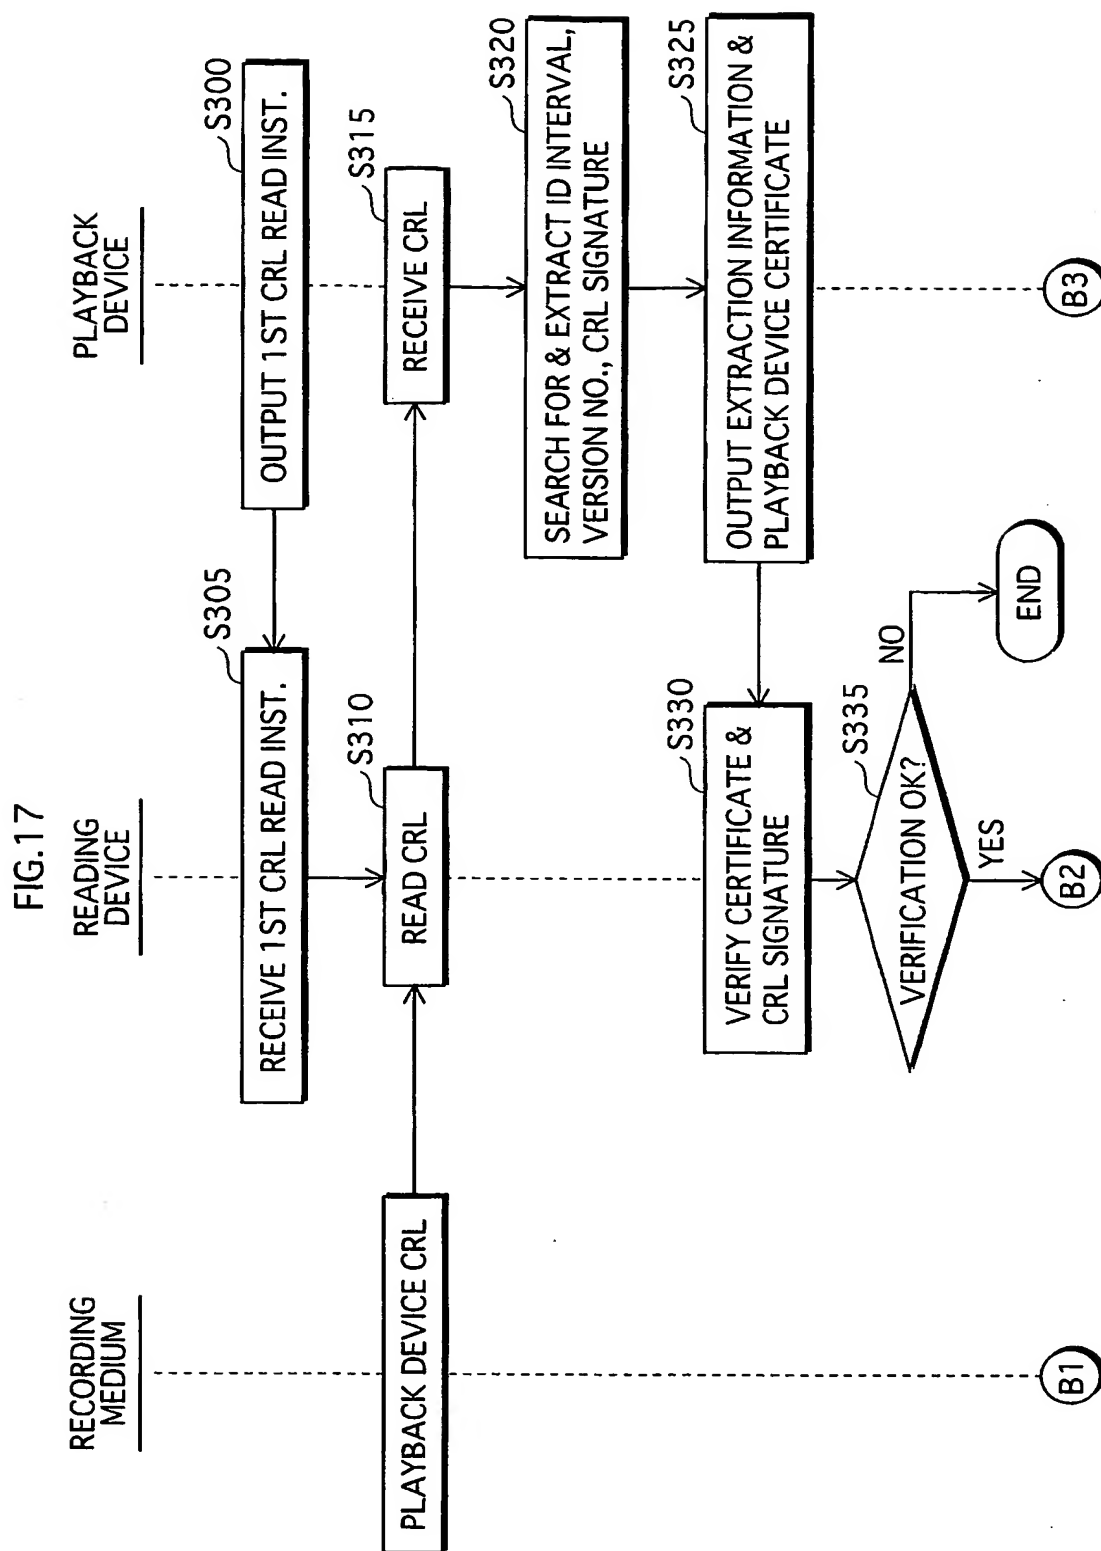 FIG.17
RECORDING
MEDIUM
READING
DEVICE
PLAYBACK
DEVICE
S300
OUTPUT 1ST CRL READ INST.
S305
RECEIVE 1ST CRL READ INST.
PLAYBACK DEVICE CRL
S310
READ CRL
S315
RECEIVE CRL
S320
SEARCH FOR & EXTRACT ID INTERVAL,
VERSION NO., CRL SIGNATURE
S325
OUTPUT EXTRACTION INFORMATION &
PLAYBACK DEVICE CERTIFICATE
S330
VERIFY CERTIFICATE &
CRL SIGNATURE
S335
VERIFICATION OK?
NO
END
YES
B1
B2
B3